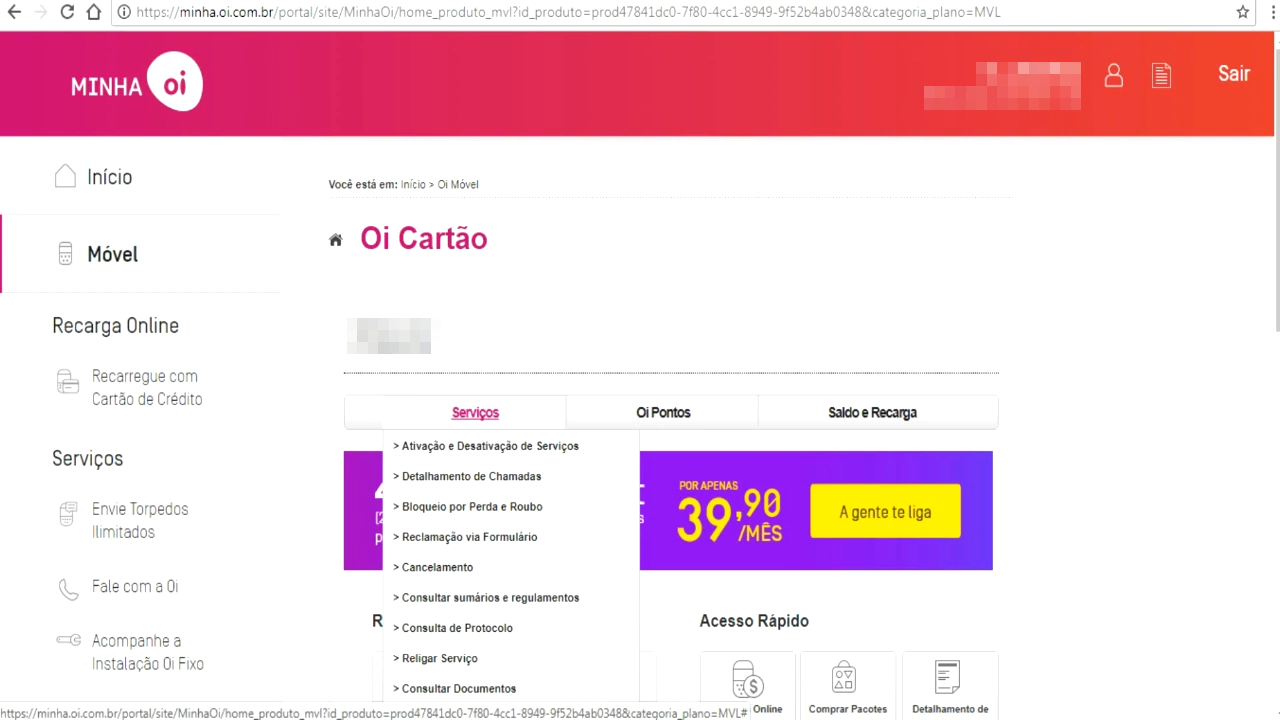 https://minha.oi.com.br/portal/site/MinhaOi/home_produto_mvl?id_produto=prod47841dc0-7f80-4cc1-8949-9f52b4ab0348&categoria_plano=MVL
MINHA oi
Sair
Início
Móvel
Recarga Online
Recarregue com
Cartão de Crédito
Serviços
Envie Torpedos
Ilimitados
Fale com a Oi
Acompanhe a
Instalação Oi Fixo
Você está em: Início > Oi Móvel
Oi Cartão
Serviços
Oi Pontos
Saldo e Recarga
> Ativação e Desativação de Serviços
> Detalhamento de Chamadas
> Bloqueio por Perda e Roubo
> Reclamação via Formulário
> Cancelamento
> Consultar sumários e regulamentos
> Consulta de Protocolo
> Religar Serviço
> Consultar Documentos
POR APENAS
39,90
/MÊS
A gente te liga
Acesso Rápido
Online
Comprar Pacotes
Detalhamento de
https://minha.oi.com.br/portal/site/MinhaOi/home_produto_mvl?id_produto=prod47841dc0-7f80-4cc1-8949-9f52b4ab0348&categoria_plano=MVL#